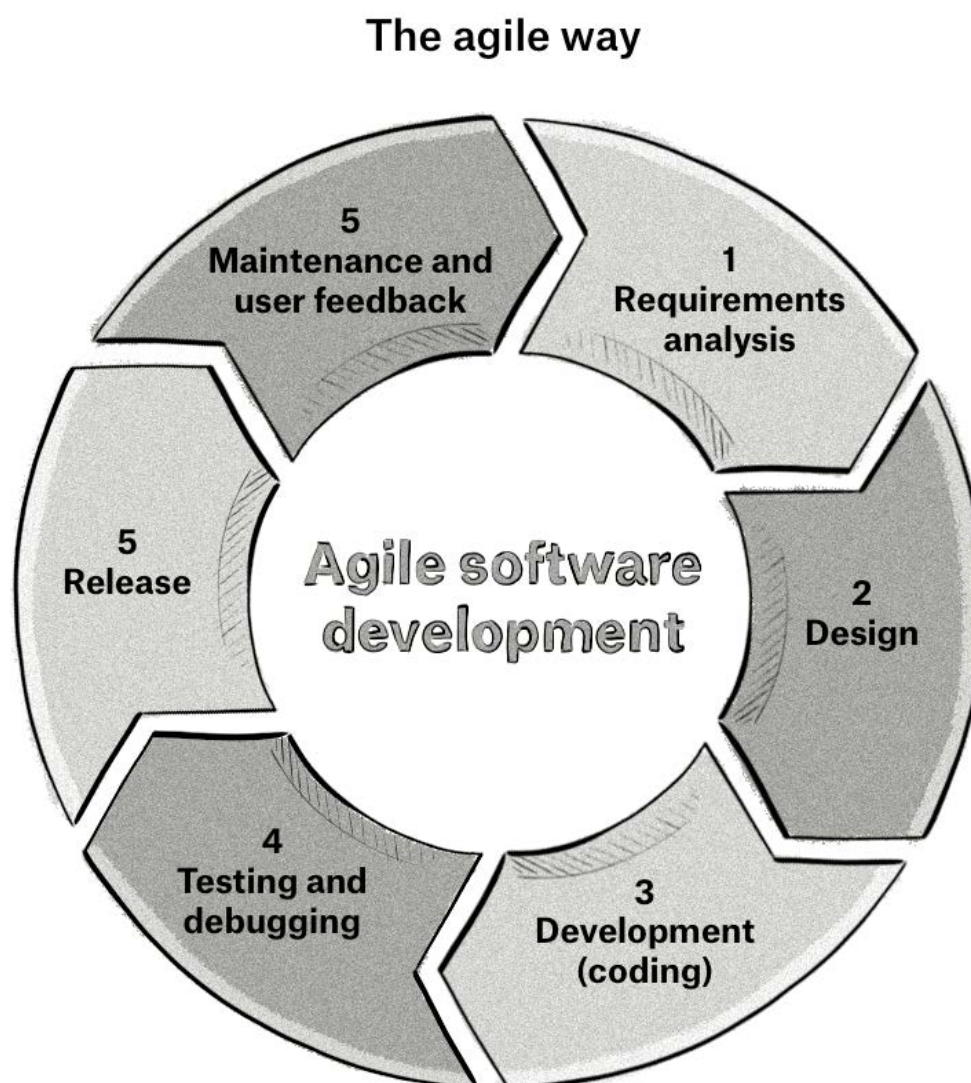 The agile way
5
Maintenance and
user feedback
1
Requirements
analysis
5
Release
Agile software
development
2
Design
4
Testing and
debugging
3
Development
(coding)